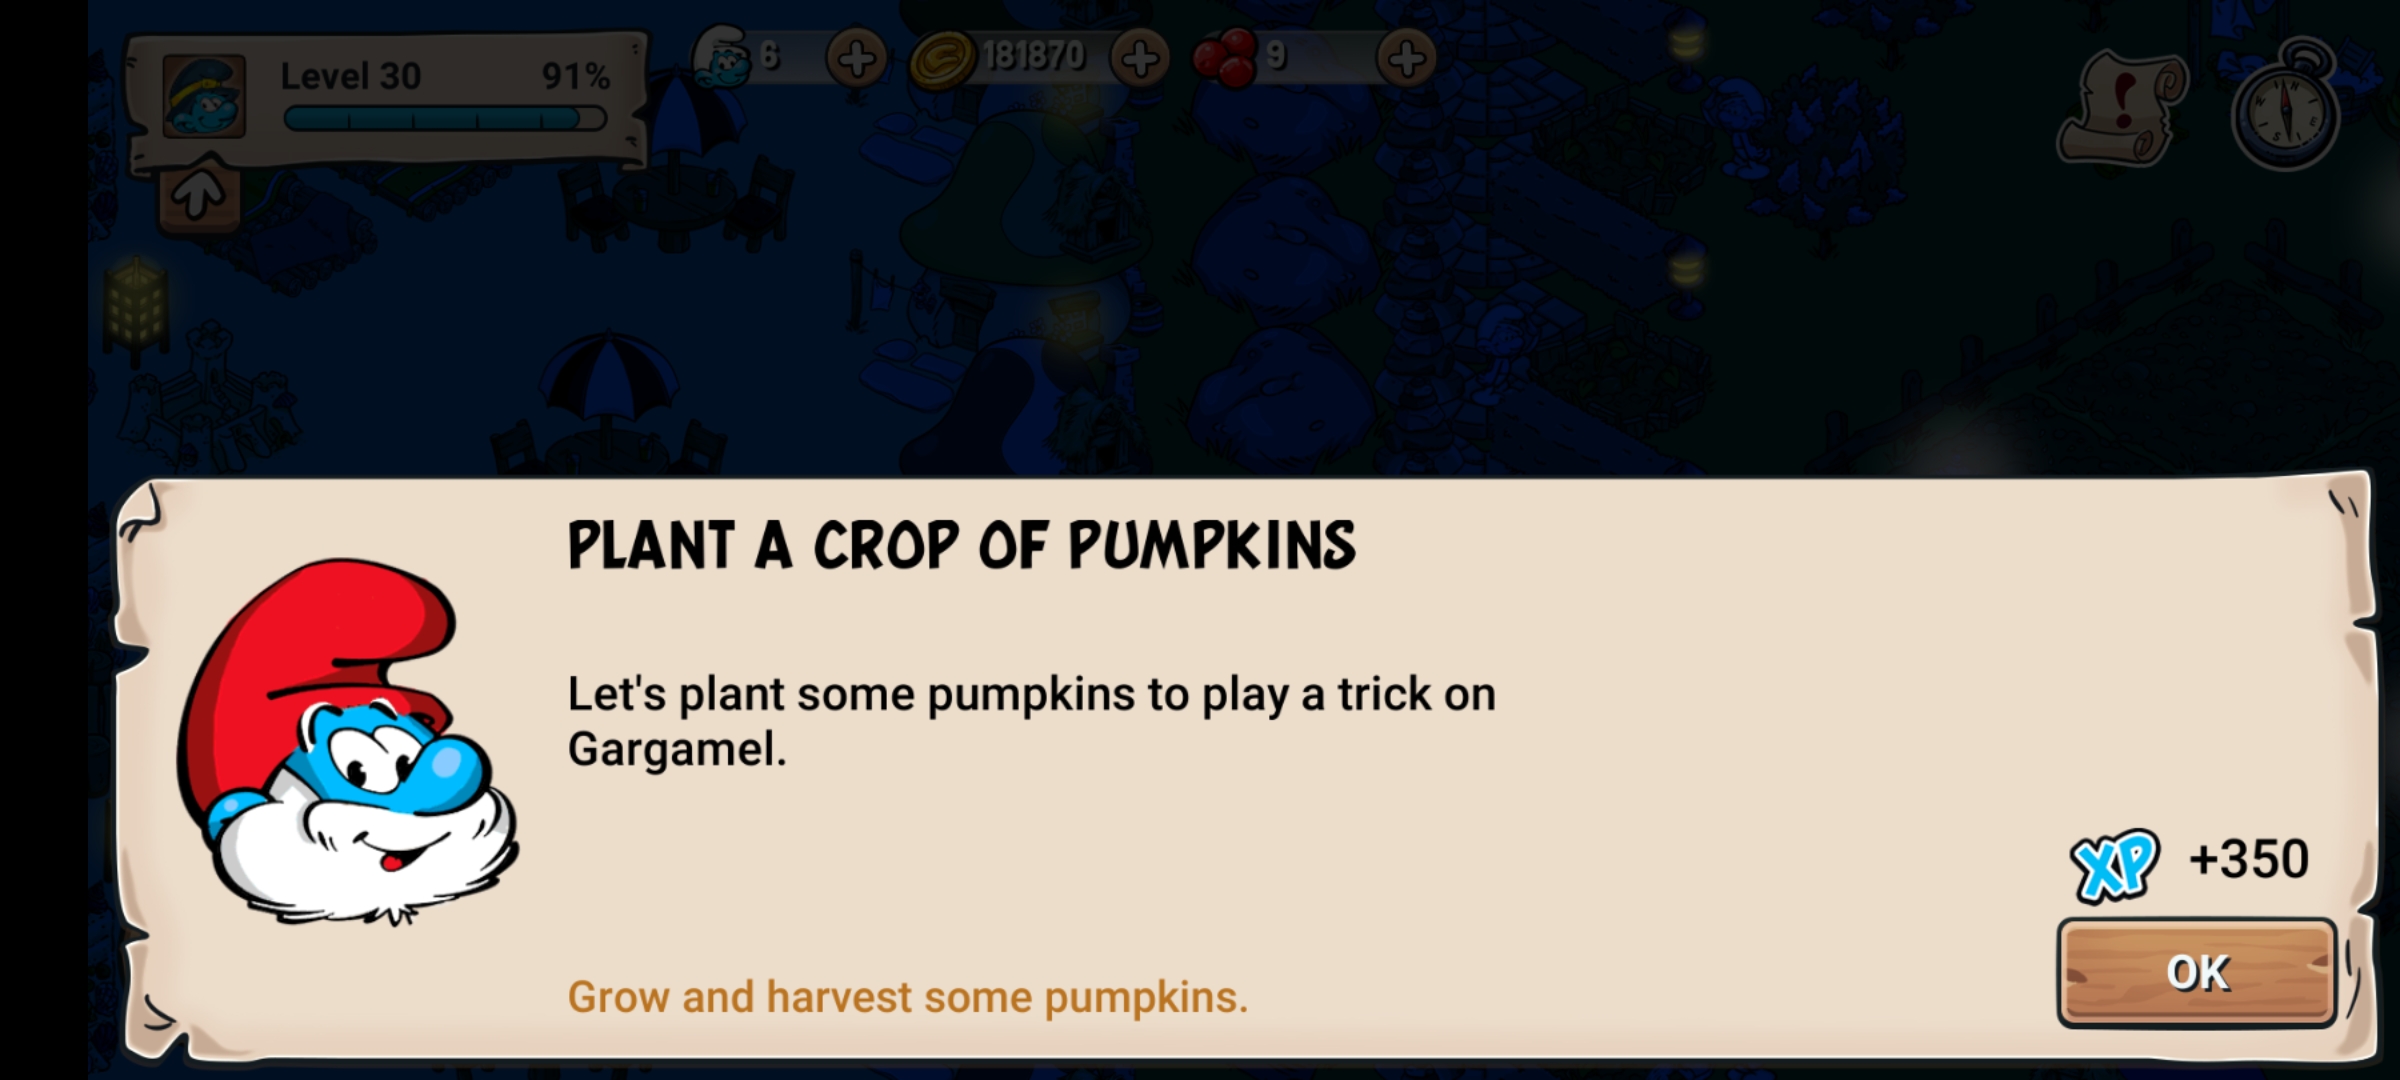 Level 30 91%
6
181870
9
PLANT A CROP OF PUMPKINS
Let's plant some pumpkins to play a trick on
Gargamel.
XP +350
Grow and harvest some pumpkins.
OK